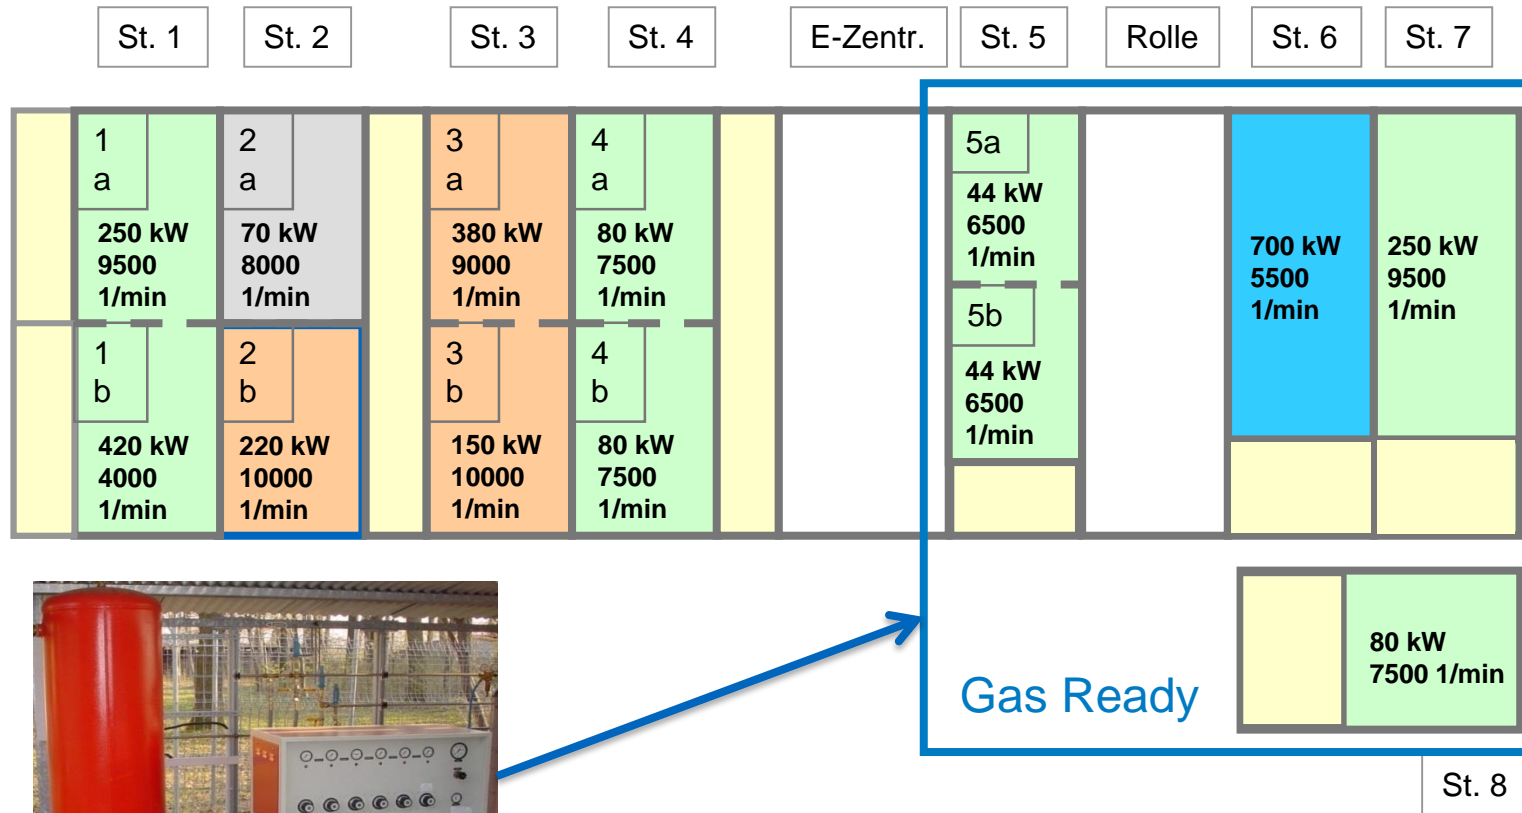 St. 1
St. 2
St. 3
St. 4
E-Zentr.
St. 5
Rolle
St. 6
St. 7
1
a
250 kW
9500
1/min
2
a
70 kW
8000
1/min
3
a
380 kW
9000
1/min
4
a
80 kW
7500
1/min
5a
44 kW
6500
1/min
700 kW
5500
1/min
250 kW
9500
1/min
1
b
420 kW
4000
1/min
2
b
220 kW
10000
1/min
3
b
150 kW
10000
1/min
4
b
80 kW
7500
1/min
5b
44 kW
6500
1/min
Gas Ready
80 kW
7500 1/min
St. 8